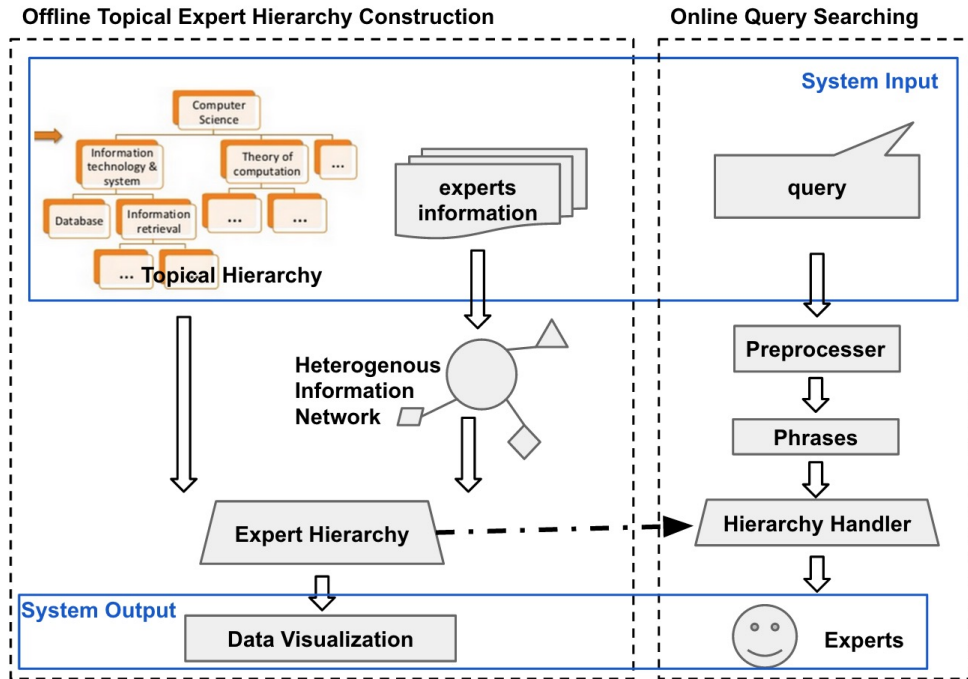 Offline Topical Expert Hierarchy Construction
Online Query Searching
System Input
Computer
Science
Information
technology &
system
Theory of
computation
...
Database
Information
retrieval
...
...
...
...
Topical Hierarchy
experts
information
query
Heterogenous
Information
Network
Preprocesser
Phrases
Expert Hierarchy
Hierarchy Handler
System Output
Data Visualization
Experts